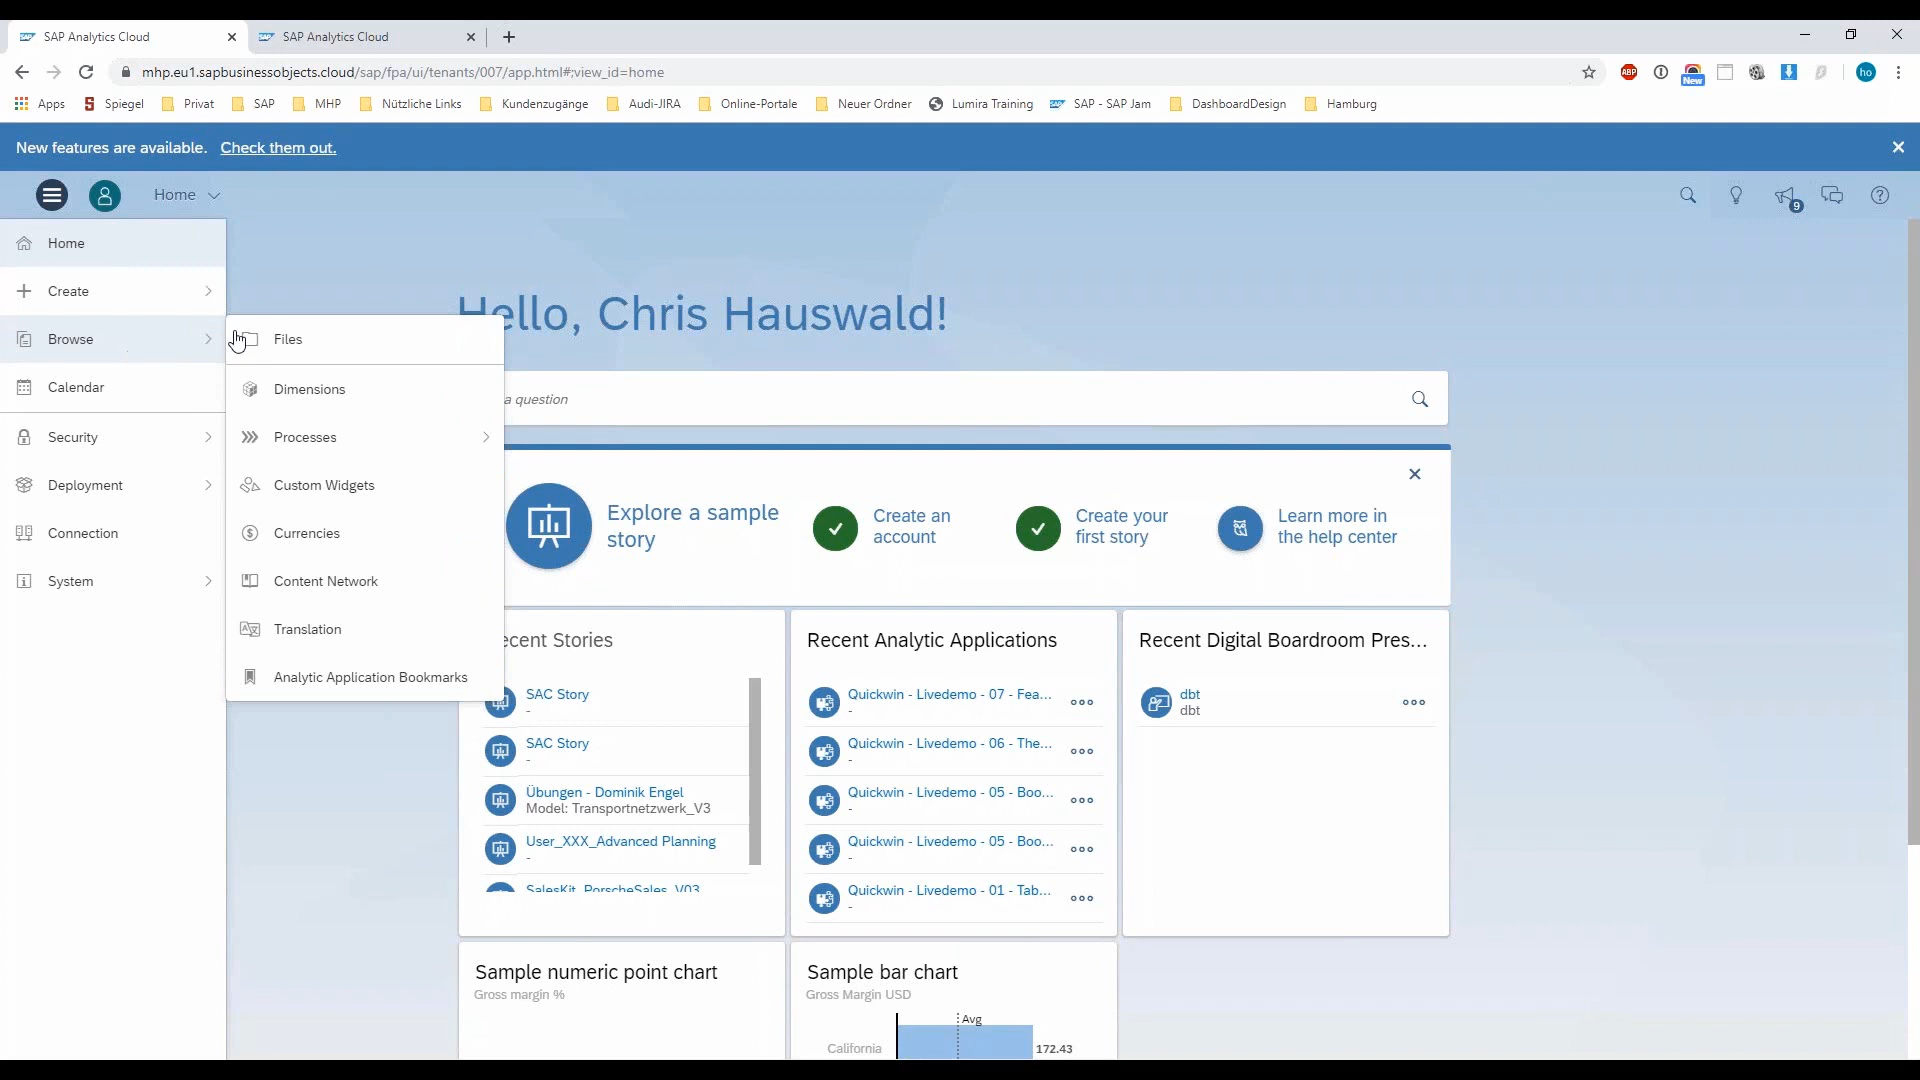 SAP Analytics Cloud
SAP Analytics Cloud
mhp.eu1.sapbusinessobjects.cloud/sap/fpa/ui/tenants/007/app.html#;view_id=home
ABP
New
ho
Apps
Spiegel
Privat
SAP
MHP
Nützliche Links
Kundenzugänge
Audi-JIRA
Online-Portale
Neuer Ordner
Lumira Training
SAP - SAP Jam
DashboardDesign
Hamburg
New features are available. Check them out.
Home
9
Home
Create
Browse
Calendar
Security
Deployment
Connection
System
Files
Dimensions
Processes
Custom Widgets
Currencies
Content Network
Translation
Analytic Application Bookmarks
Hello, Chris Hauswald!
a question
Explore a sample
story
Create an
account
Create your
first story
Learn more in
the help center
ecent Stories
SAC Story
-
SAC Story
-
Übungen - Dominik Engel
Model: Transportnetzwerk_V3
User_XXX_Advanced Planning
-
SalesKit_PorscheSales_V03
Recent Analytic Applications
Quickwin - Livedemo - 07 - Fea...
-
Quickwin - Livedemo - 06 - The...
-
Quickwin - Livedemo - 05 - Boo...
-
Quickwin - Livedemo - 05 - Boo...
-
Quickwin - Livedemo - 01 - Tab...
-
Recent Digital Boardroom Pres...
dbt
dbt
Sample numeric point chart
Gross margin %
Sample bar chart
Gross Margin USD
Avg
California
172.43